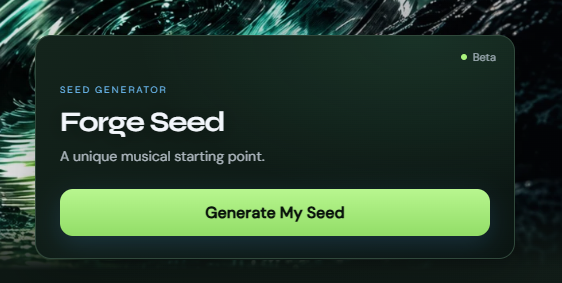 Beta
SEED GENERATOR
Forge Seed
A unique musical starting point.
Generate My Seed